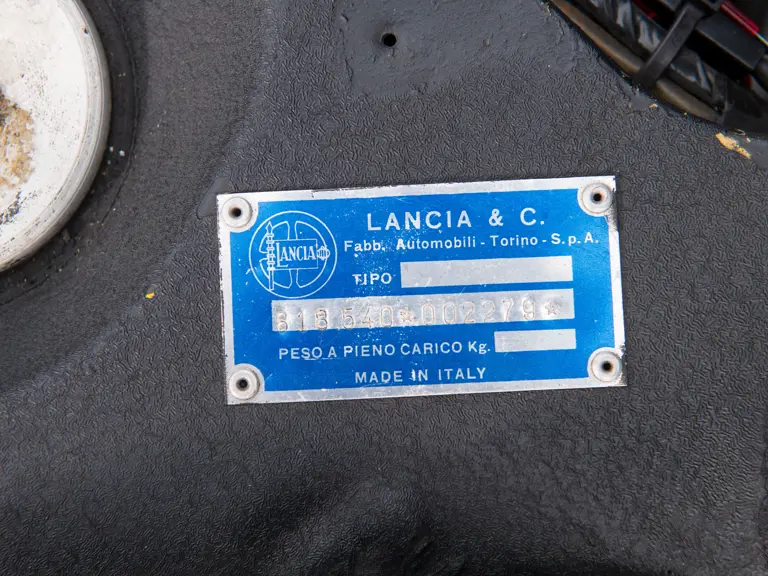 LANCIA & C.
Fabb. Automobili - Torino - S.p.A.
LANCIA
TIPO
818 540*002279*
PESO A PIENO CARICO Kg.
MADE IN ITALY